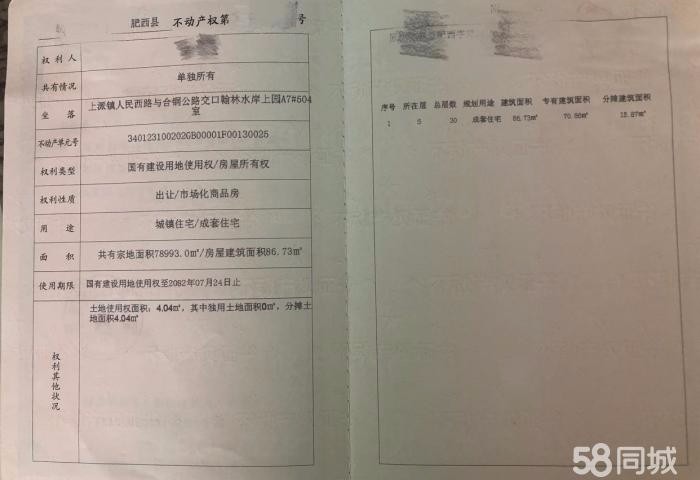 肥西县 不动产权第 号
权利人
共有情况 单独所有
坐落 上派镇人民西路与合铜公路交口翰林水岸上园A7#504室
不动产单元号 340123100202GB00001F00130025
权利类型 国有建设用地使用权/房屋所有权
权利性质 出让/市场化商品房
用途 城镇住宅/成套住宅
面积 共有宗地面积78993.0㎡/房屋建筑面积86.73㎡
使用期限 国有建设用地使用权至2082年07月24日止
权利其他状况
土地使用权面积：4.04㎡，其中独用土地面积0㎡，分摊土
地面积4.04㎡
序号 所在层 总层数 规划用途 建筑面积 专有建筑面积 分摊建筑面积
1 5 30 成套住宅 86.73㎡ 70.86㎡ 15.87㎡
58同城